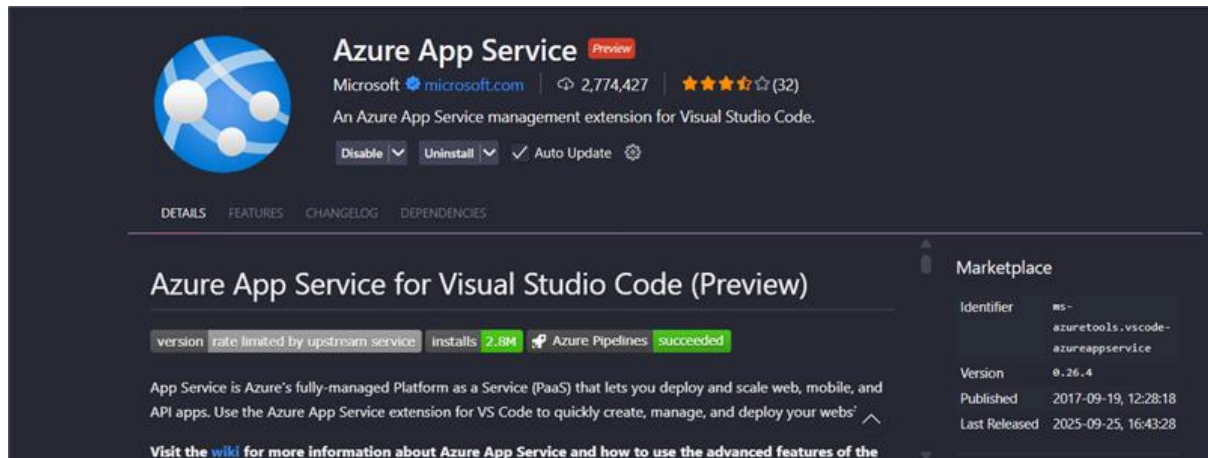 Azure App Service Preview
Microsoft microsoft.com 2,774,427 (32)
An Azure App Service management extension for Visual Studio Code.
Disable Uninstall Auto Update
DETAILS FEATURES CHANGELOG DEPENDENCIES
Azure App Service for Visual Studio Code (Preview)
version rate limited by upstream service installs 2.8M Azure Pipelines succeeded
App Service is Azure's fully-managed Platform as a Service (PaaS) that lets you deploy and scale web, mobile, and
API apps. Use the Azure App Service extension for VS Code to quickly create, manage, and deploy your
Visit the wiki for more information about Azure App Service and how to use the advanced features of the
Marketplace
Identifier ms-
azuretools.vscode-
azureappservice
Version 0.26.4
Published 2017-09-19, 12:28:18
Last Released 2025-09-25, 16:43:28